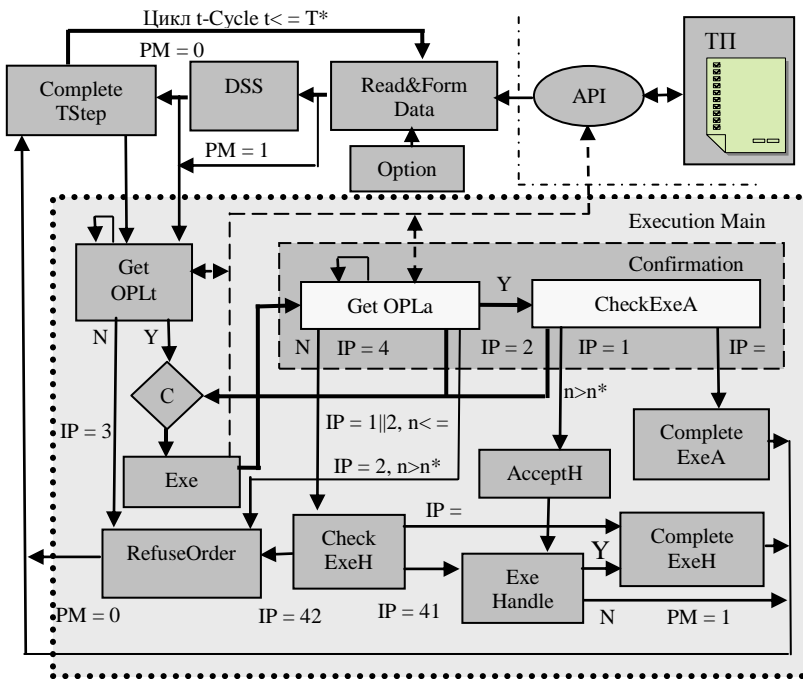 Цикл t-Cycle t< = T*
PM = 0
ТП
Complete
TStep
DSS
Read&Form
Data
API
PM = 1
Option
Execution Main
Get
OPLt
Confirmation
Get OPLa
Y
CheckExeA
N
Y
N
IP = 4
IP = 2
IP = 1
IP =
C
n>n*
IP = 3
IP = 1||2, n< =
Complete
ExeA
Exe
IP = 2, n>n*
AcceptH
IP =
RefuseOrder
Check
ExeH
Complete
ExeH
Y
Exe
Handle
PM = 0
IP = 42
IP = 41
N
PM = 1